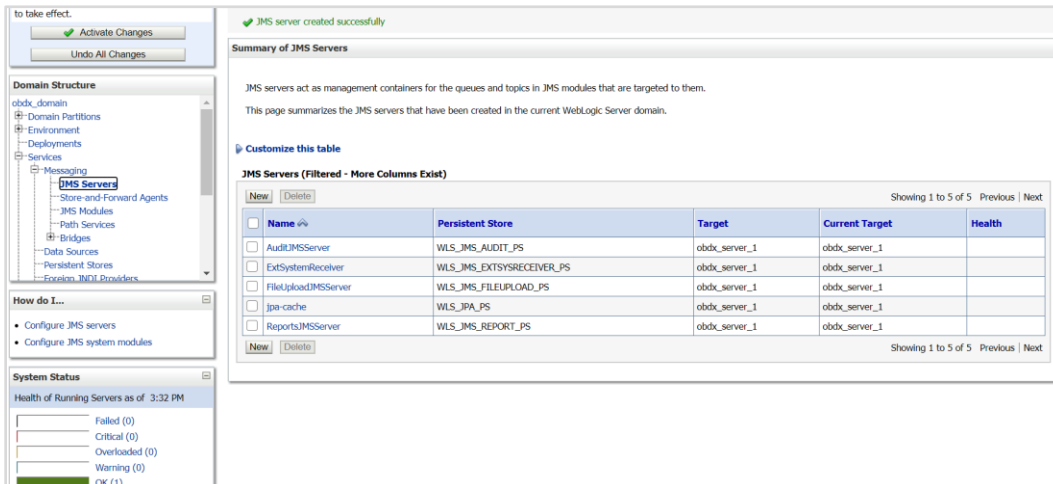 to take effect.
Activate Changes
Undo All Changes
Domain Structure
obdx_domain
Domain Partitions
Environment
Deployments
Services
Messaging
JMS Servers
Store-and-Forward Agents
JMS Modules
Path Services
Bridges
Data Sources
Persistent Stores
Foreign JNDI Providers
How do I...
Configure JMS servers
Configure JMS system modules
System Status
Health of Running Servers as of 3:32 PM
Failed (0)
Critical (0)
Overloaded (0)
Warning (0)
OK (1)
JMS server created successfully
Summary of JMS Servers
JMS servers act as management containers for the queues and topics in JMS modules that are targeted to them.
This page summarizes the JMS servers that have been created in the current WebLogic Server domain.
Customize this table
JMS Servers (Filtered - More Columns Exist)
New Delete Showing 1 to 5 of 5 Previous | Next
Name Persistent Store Target Current Target Health
AuditJMSServer WLS_JMS_AUDIT_PS obdx_server_1 obdx_server_1
ExtSystemReceiver WLS_JMS_EXTSYSRECEIVER_PS obdx_server_1 obdx_server_1
FileUploadJMSServer WLS_JMS_FILEUPLOAD_PS obdx_server_1 obdx_server_1
jpa-cache WLS_JPA_PS obdx_server_1 obdx_server_1
ReportsJMSServer WLS_JMS_REPORT_PS obdx_server_1 obdx_server_1
New Delete Showing 1 to 5 of 5 Previous | Next